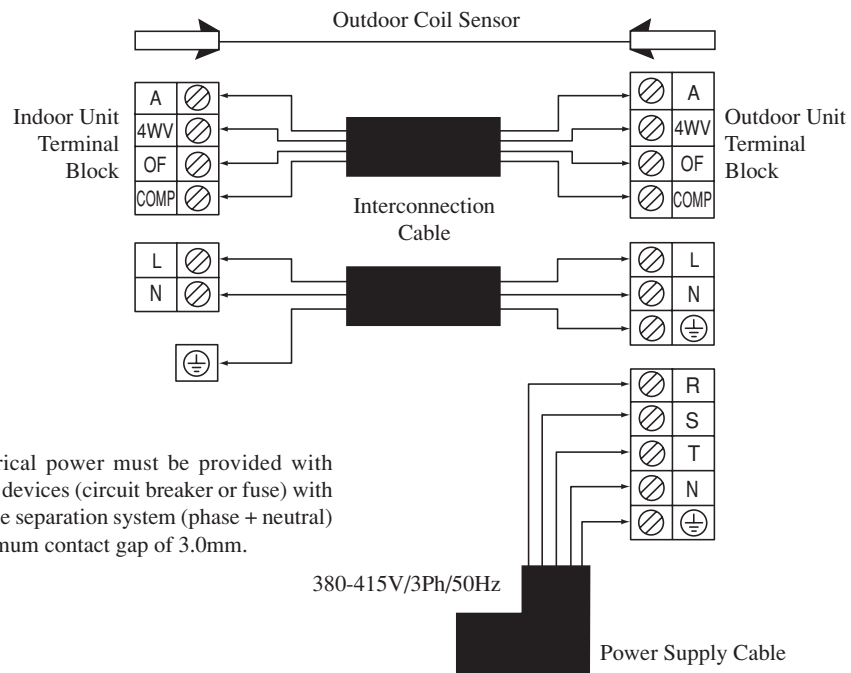 Outdoor Coil Sensor
Indoor Unit
Terminal
Block
A
4WV
OF
COMP
A
4WV
OF
COMP
Outdoor Unit
Terminal
Block
Interconnection
Cable
L
N
L
N
R
S
T
N
rical power must be provided with
devices (circuit breaker or fuse) with
e separation system (phase + neutral)
mum contact gap of 3.0mm.
380-415V/3Ph/50Hz
Power Supply Cable